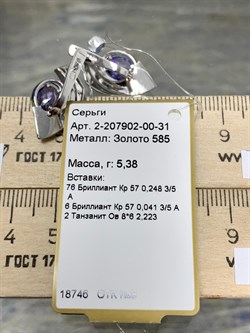 Серьги
Арт. 2-207902-00-31
Металл: Золото 585
Масса, г: 5,38
Вставки:
76 Бриллиант Кр 57 0,248 3/5
А
6 Бриллиант Кр 57 0,041 3/5 А
2 Танзанит Ов 8*6 2,223
18746
ГОСТ 17
ГОСТ 17